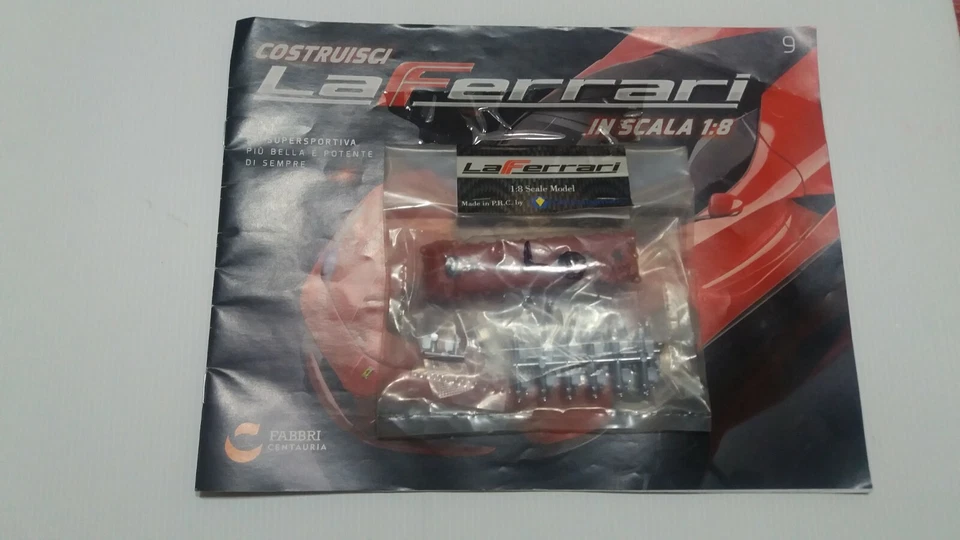 9
COSTRUISCI
LaFerrari
IN SCALA 1:8
SUPERSPORTIVA
PIÙ BELLA E POTENTE
DI SEMPRE
LaFerrari
1:8 Scale Model
Made in P.R.C. by
FABBRI
CENTAURIA